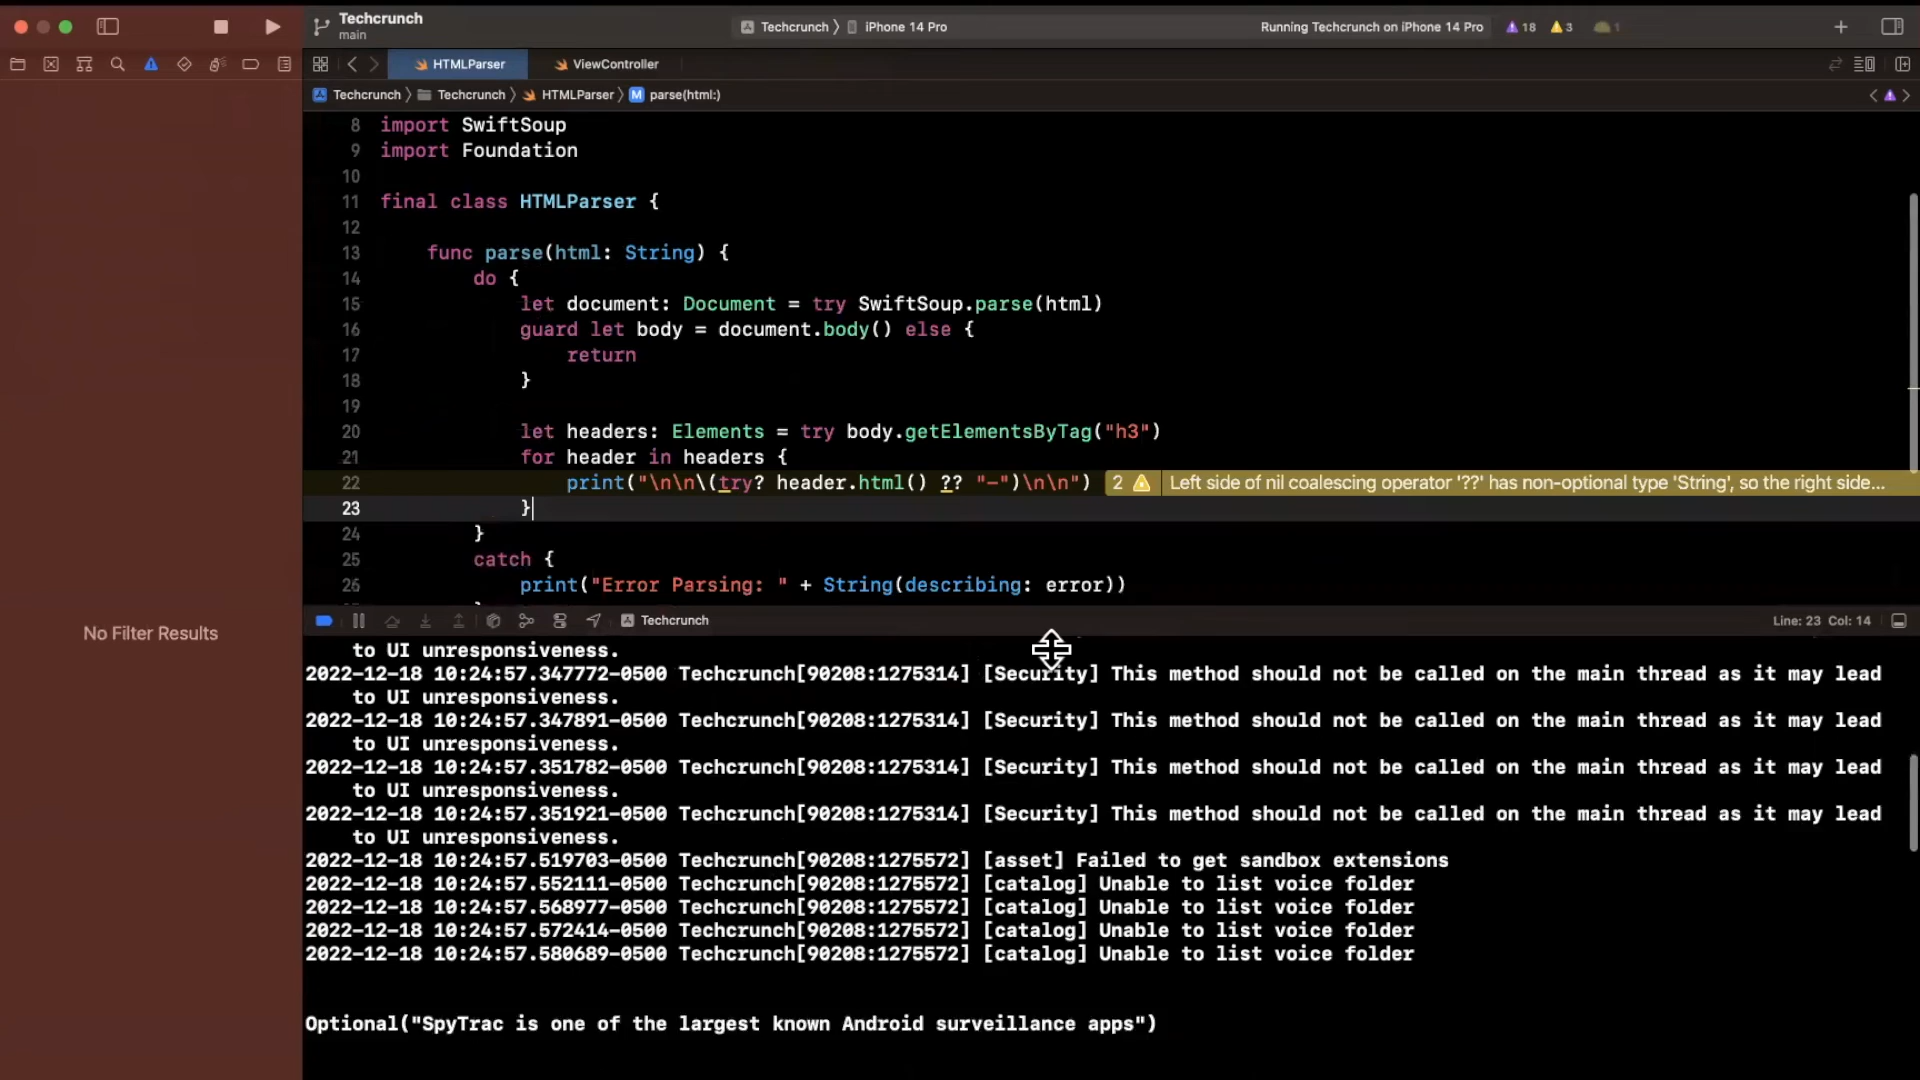 Techcrunch
main
Techcrunch 〉 iPhone 14 Pro
Running Techcrunch on iPhone 14 Pro
18
3
1
HTMLParser
ViewController
Techcrunch 〉 Techcrunch 〉 HTMLParser 〉 M parse(html:)
8 import SwiftSoup
9 import Foundation
10
11 final class HTMLParser {
12
13 func parse(html: String) {
14 do {
15 let document: Document = try SwiftSoup.parse(html)
16 guard let body = document.body() else {
17 return
18 }
19
20 let headers: Elements = try body.getElementsByTag("h3")
21 for header in headers {
22 print("\n\n\(try? header.html() ?? "-")\n\n") 2 Left side of nil coalescing operator '??' has non-optional type 'String', so the right side...
23 }
24 }
25 catch {
26 print("Error Parsing: " + String(describing: error))
No Filter Results
Techcrunch
Line: 23 Col: 14
to UI unresponsiveness.
2022-12-18 10:24:57.347772-0500 Techcrunch[90208:1275314] [Security] This method should not be called on the main thread as it may lead
to UI unresponsiveness.
2022-12-18 10:24:57.347891-0500 Techcrunch[90208:1275314] [Security] This method should not be called on the main thread as it may lead
to UI unresponsiveness.
2022-12-18 10:24:57.351782-0500 Techcrunch[90208:1275314] [Security] This method should not be called on the main thread as it may lead
to UI unresponsiveness.
2022-12-18 10:24:57.351921-0500 Techcrunch[90208:1275314] [Security] This method should not be called on the main thread as it may lead
to UI unresponsiveness.
2022-12-18 10:24:57.519703-0500 Techcrunch[90208:1275572] [asset] Failed to get sandbox extensions
2022-12-18 10:24:57.552111-0500 Techcrunch[90208:1275572] [catalog] Unable to list voice folder
2022-12-18 10:24:57.568977-0500 Techcrunch[90208:1275572] [catalog] Unable to list voice folder
2022-12-18 10:24:57.572414-0500 Techcrunch[90208:1275572] [catalog] Unable to list voice folder
2022-12-18 10:24:57.580689-0500 Techcrunch[90208:1275572] [catalog] Unable to list voice folder
Optional("SpyTrac is one of the largest known Android surveillance apps")